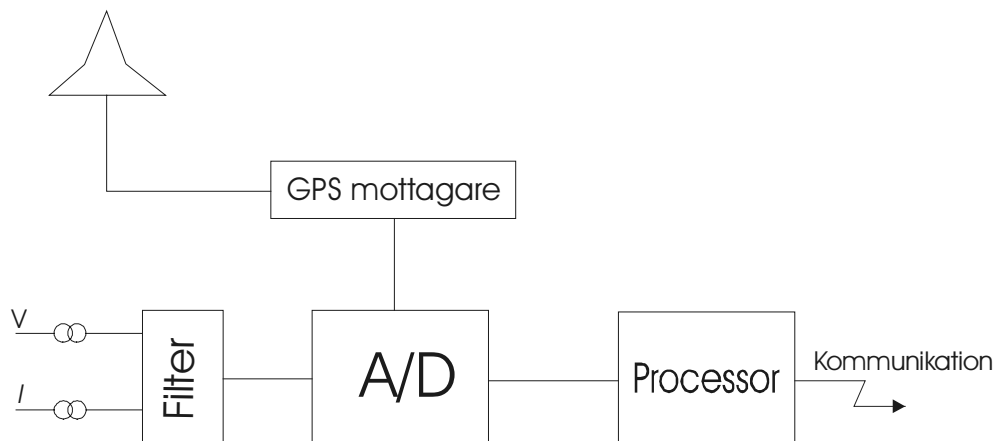 GPS mottagare
V
I
Filter
A/D
Processor
Kommunikation